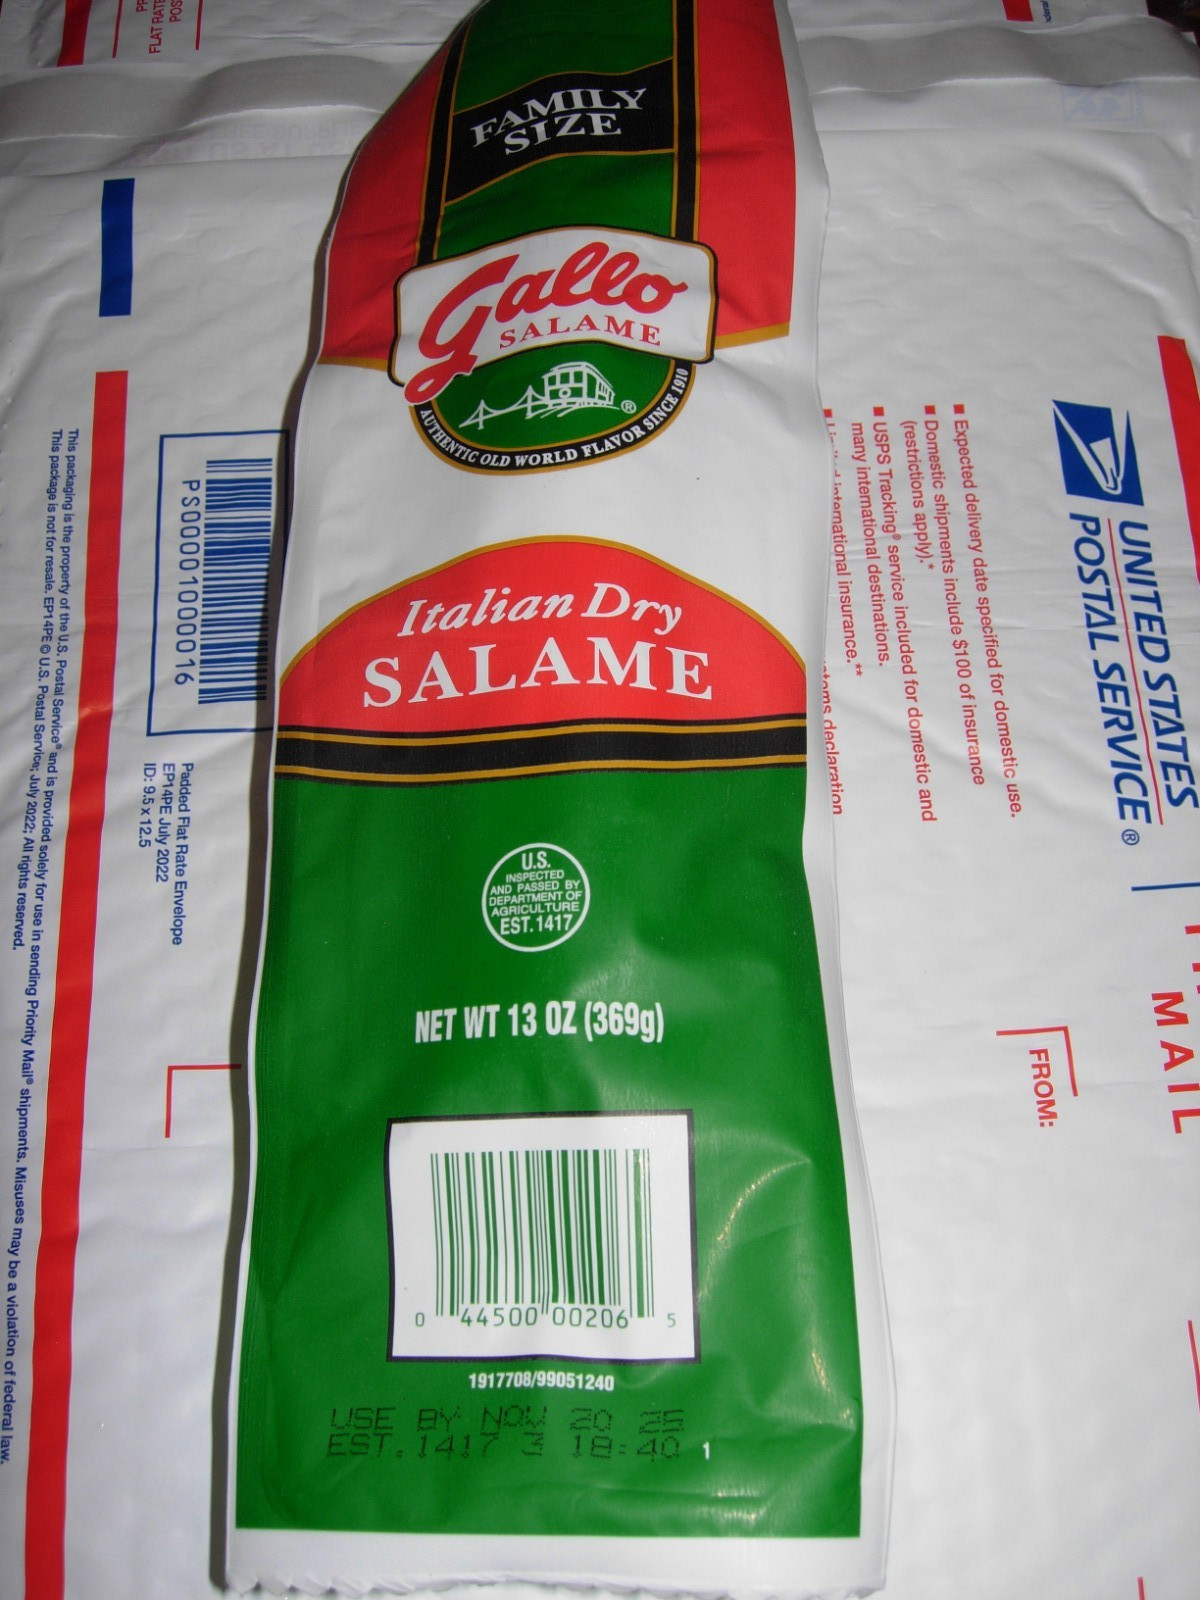 FAMILY
SIZE
Gallo
SALAME
®
AUTHENTIC OLD WORLD FLAVOR SINCE 1910
Italian Dry
SALAME
U.S.
INSPECTED
AND PASSED BY
DEPARTMENT OF
AGRICULTURE
EST. 1417
NET WT 13 OZ (369g)
0 44500 00206 5
1917708/99051240
USE BY NOV 20 25
EST. 1417 3 18:40 1
FLAT RATE
UNITED STATES
POSTAL SERVICE®
MAIL
■ Expected delivery date specified for domestic use.
■ Domestic shipments include $100 of insurance
(restrictions apply).*
■ USPS Tracking® service included for domestic and
many international destinations.
■ international insurance.**
declaration
FROM:
PS00001000016
Padded Flat Rate Envelope
EP14PE July 2022
ID: 9.5 x 12.5
This packaging is the property of the U.S. Postal Service® and is provided solely for use in sending Priority Mail® shipments. Misuses may be a violation of federal law.
This package is not for resale. EP14PE © U.S. Postal Service; July 2022; All rights reserved.